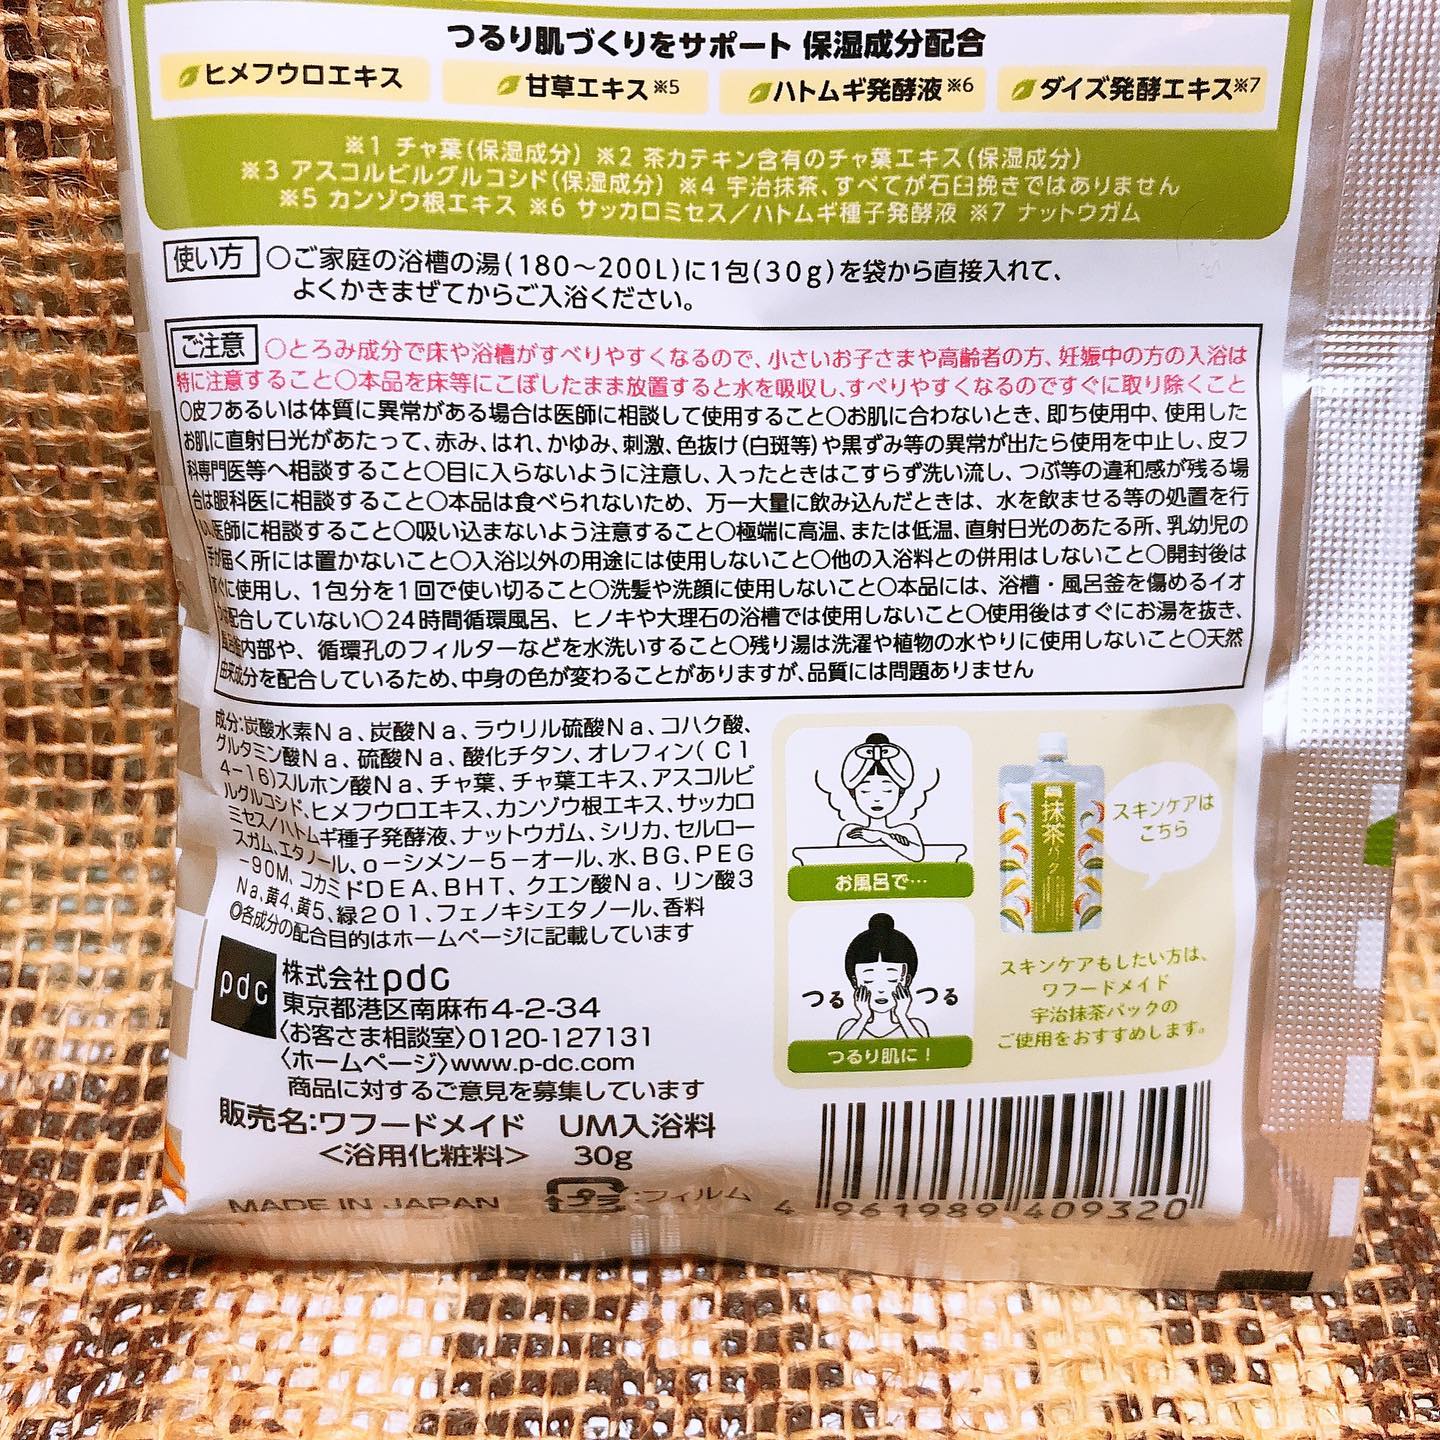 つるり肌づくりをサポート 保湿成分配合
ヒメフウロエキス 甘草エキス※5 ハトムギ発酵液※6 ダイズ発酵エキス※7
※1 チャ葉(保湿成分) ※2 茶カテキン含有のチャ葉エキス(保湿成分)
※3 アスコルビルグルコシド(保湿成分) ※4 宇治抹茶、すべてが石臼挽きではありません
※5 カンゾウ根エキス ※6 サッカロミセス/ハトムギ種子発酵液 ※7 ナットウガム
使い方 ○ご家庭の浴槽の湯(180〜200L)に1包(30g)を袋から直接入れて、
よくかきまぜてからご入浴ください。
ご注意 ○とろみ成分で床や浴槽がすべりやすくなるので、小さいお子さまや高齢者の方、妊娠中の方の入浴は
特に注意すること○本品を床等にこぼしたまま放置すると水を吸収し、すべりやすくなるのですぐに取り除くこと
○皮フあるいは体質に異常がある場合は医師に相談して使用すること○お肌に合わないとき、即ち使用中、使用した
お肌に直射日光があたって、赤み、はれ、かゆみ、刺激、色抜け(白斑等)や黒ずみ等の異常が出たら使用を中止し、皮フ
科専門医等へ相談すること○目に入らないように注意し、入ったときはこすらず洗い流し、つぶ等の違和感が残る場
合は眼科医に相談すること○本品は食べられないため、万一大量に飲み込んだときは、水を飲ませる等の処置を行
い、医師に相談すること○吸い込まないよう注意すること○極端に高温、または低温、直射日光のあたる所、乳幼児の
手が届く所には置かないこと○入浴以外の用途には使用しないこと○他の入浴料との併用はしないこと○開封後は
すぐに使用し、1包分を1回で使い切ること○洗髪や洗顔に使用しないこと○本品には、浴槽・風呂釜を傷めるイオ
ウは配合していない○24時間循環風呂、ヒノキや大理石の浴槽では使用しないこと○使用後はすぐにお湯を抜き、
風呂釜内部や、循環孔のフィルターなどを水洗いすること○残り湯は洗濯や植物の水やりに使用しないこと○天然
由来成分を配合しているため、中身の色が変わることがありますが、品質には問題ありません
成分:炭酸水素Na、炭酸Na、ラウリル硫酸Na、コハク酸、
グルタミン酸Na、硫酸Na、酸化チタン、オレフィン(C1
4-16)スルホン酸Na、チャ葉、チャ葉エキス、アスコルビ
ルグルコシド、ヒメフウロエキス、カンゾウ根エキス、サッカロ
ミセス/ハトムギ種子発酵液、ナットウガム、シリカ、セルロー
スガム、エタノール、o-シメン-5-オール、水、BG、PEG
-90M、コカミドDEA、BHT、クエン酸Na、リン酸3
Na、黄4、黄5、緑201、フェノキシエタノール、香料
◎各成分の配合目的はホームページに記載しています
pdc 株式会社pdc
東京都港区南麻布4-2-34
〈お客さま相談室〉0120-127131
〈ホームページ〉www.p-dc.com
商品に対するご意見を募集しています
販売名:ワフードメイド UM入浴料
<浴用化粧料> 30g
MADE IN JAPAN プラ:フィルム
お風呂で…
つる つる
つるり肌に!
抹茶パック
スキンケアは
こちら
スキンケアもしたい方は、
ワフードメイド
宇治抹茶パックの
ご使用をおすすめします。
4 961989 409320